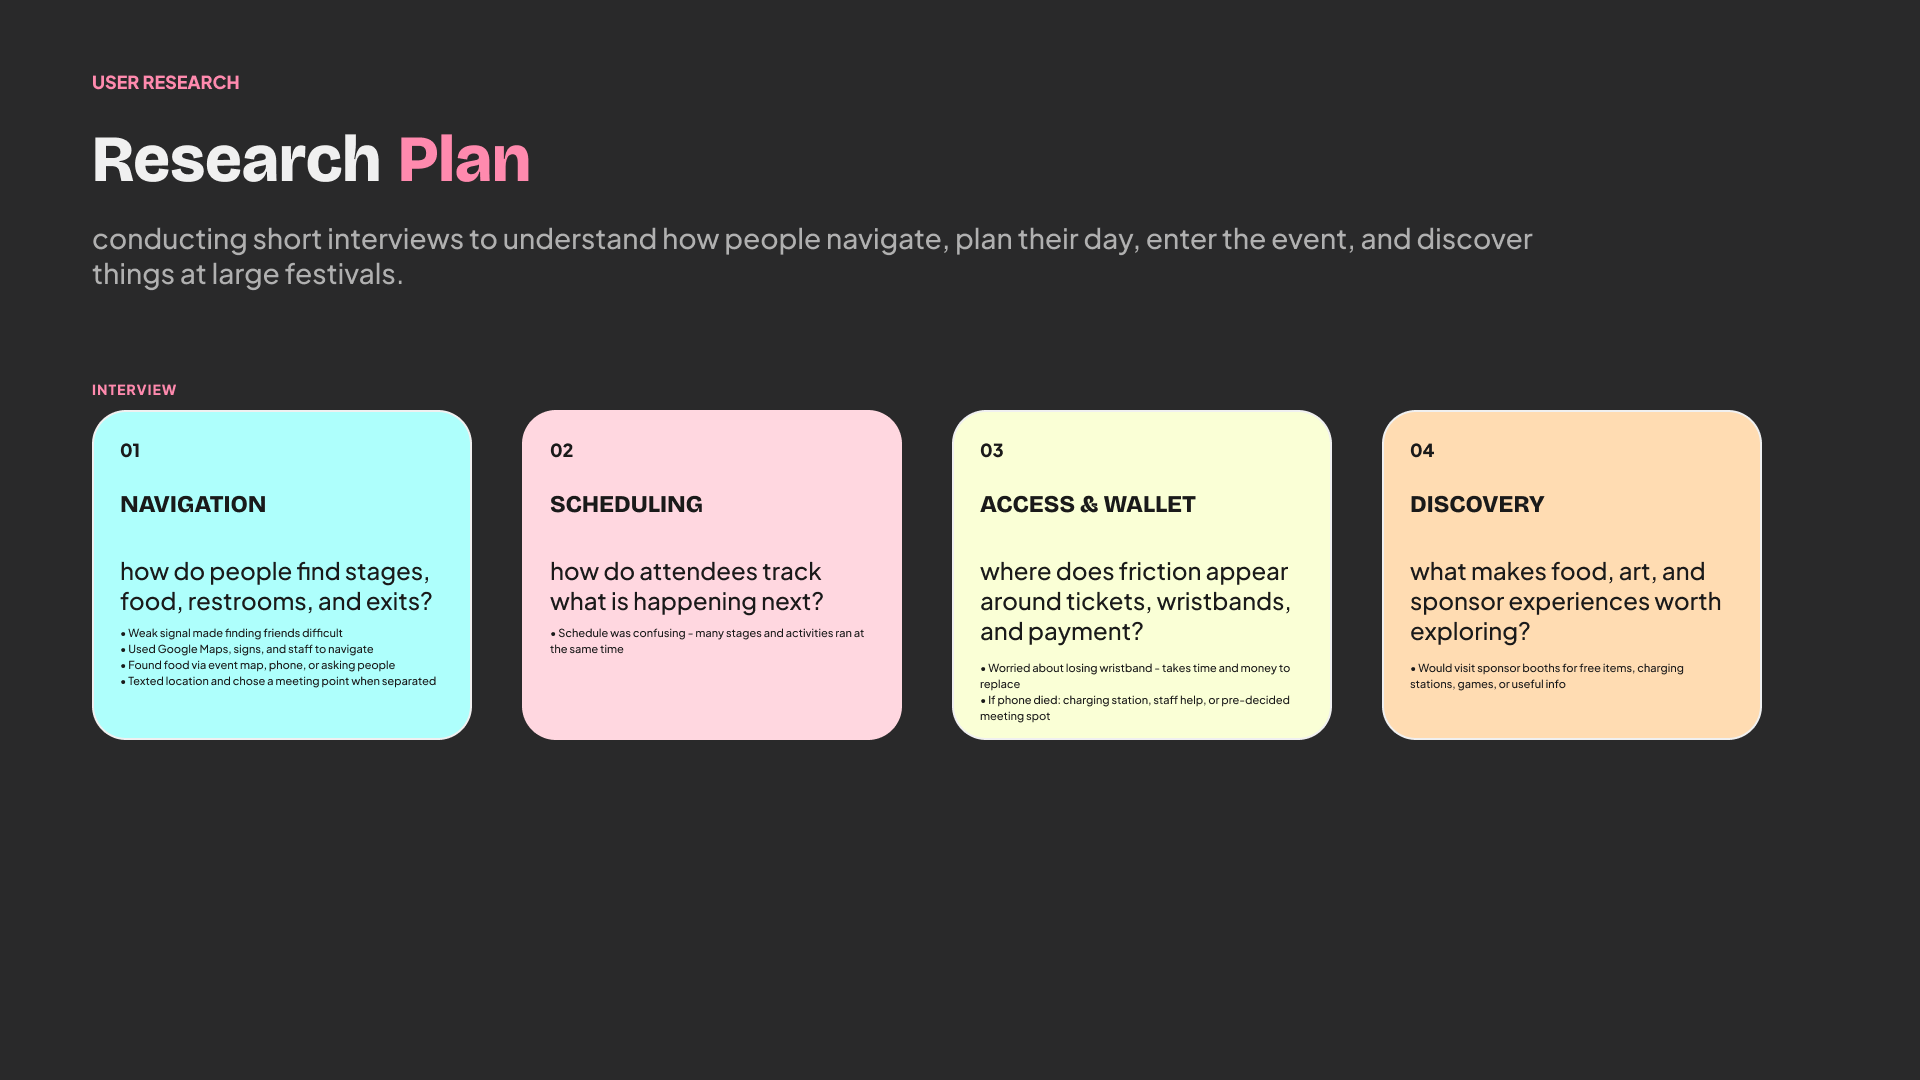 USER RESEARCH
Research Plan
conducting short interviews to understand how people navigate, plan their day, enter the event, and discover
things at large festivals.
INTERVIEW
01
NAVIGATION
how do people find stages,
food, restrooms, and exits?
• Weak signal made finding friends difficult
• Used Google Maps, signs, and staff to navigate
• Found food via event map, phone, or asking people
• Texted location and chose a meeting point when separated
02
SCHEDULING
how do attendees track
what is happening next?
• Schedule was confusing - many stages and activities ran at
the same time
03
ACCESS & WALLET
where does friction appear
around tickets, wristbands,
and payment?
• Worried about losing wristband - takes time and money to
replace
• If phone died: charging station, staff help, or pre-decided
meeting spot
04
DISCOVERY
what makes food, art, and
sponsor experiences worth
exploring?
• Would visit sponsor booths for free items, charging
stations, games, or useful info